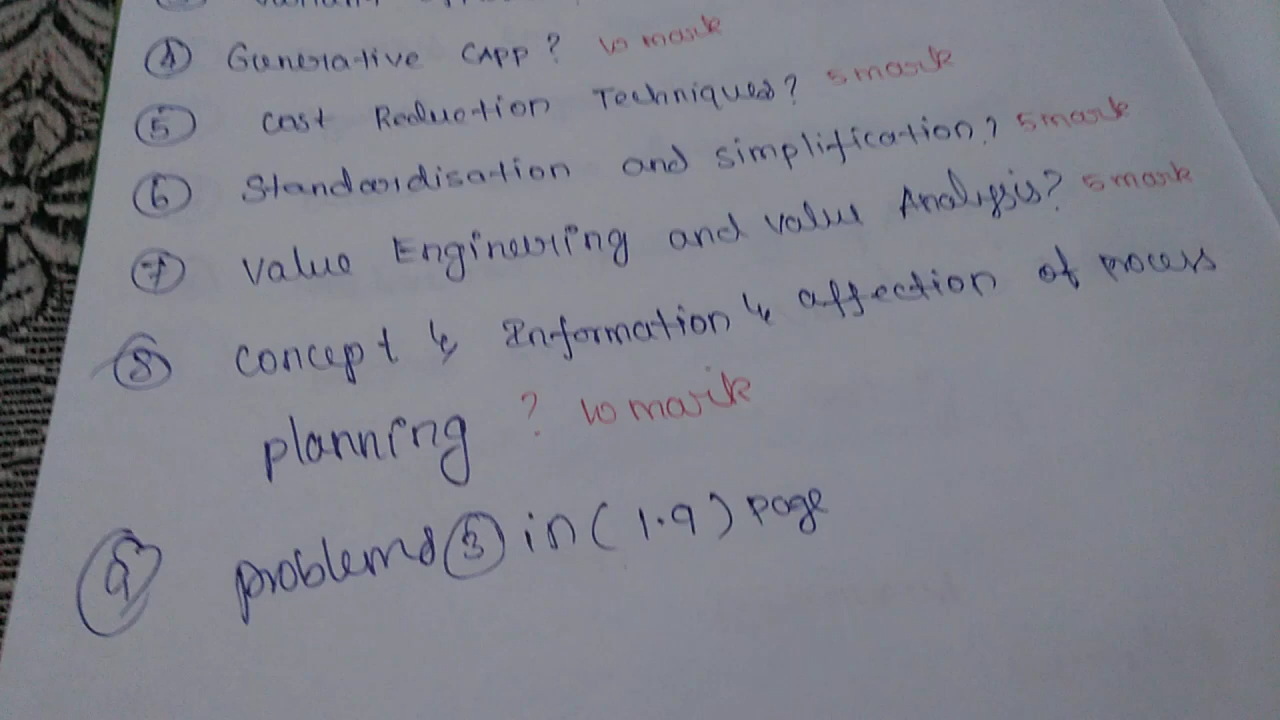 ④ Generative CAPP? 10 mark
⑤ Cost Reduction Techniques? 5 mark
⑥ Standardisation and simplification? 5 mark
⑦ Value Engineering and value Analysis? 5 mark
⑧ Concept & Information & affection of process
planning ? 10 mark
⑨ problems ③ in (1.9) page